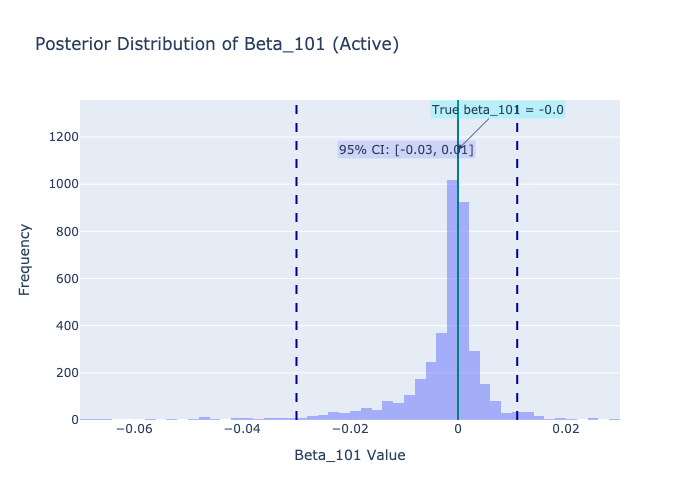 Posterior Distribution of Beta_101 (Active)
True beta_101 = -0.0
95% CI: [-0.03, 0.01]
Frequency
1200
1000
800
600
400
200
0
−0.06
−0.04
−0.02
0
0.02
Beta_101 Value